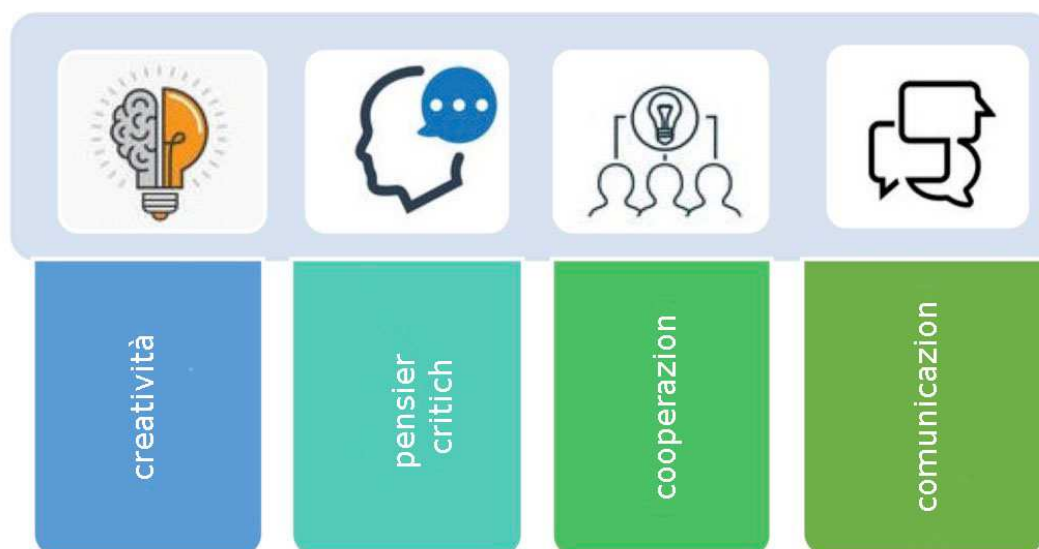 creatività
pensier
critich
cooperazion
comunicazion